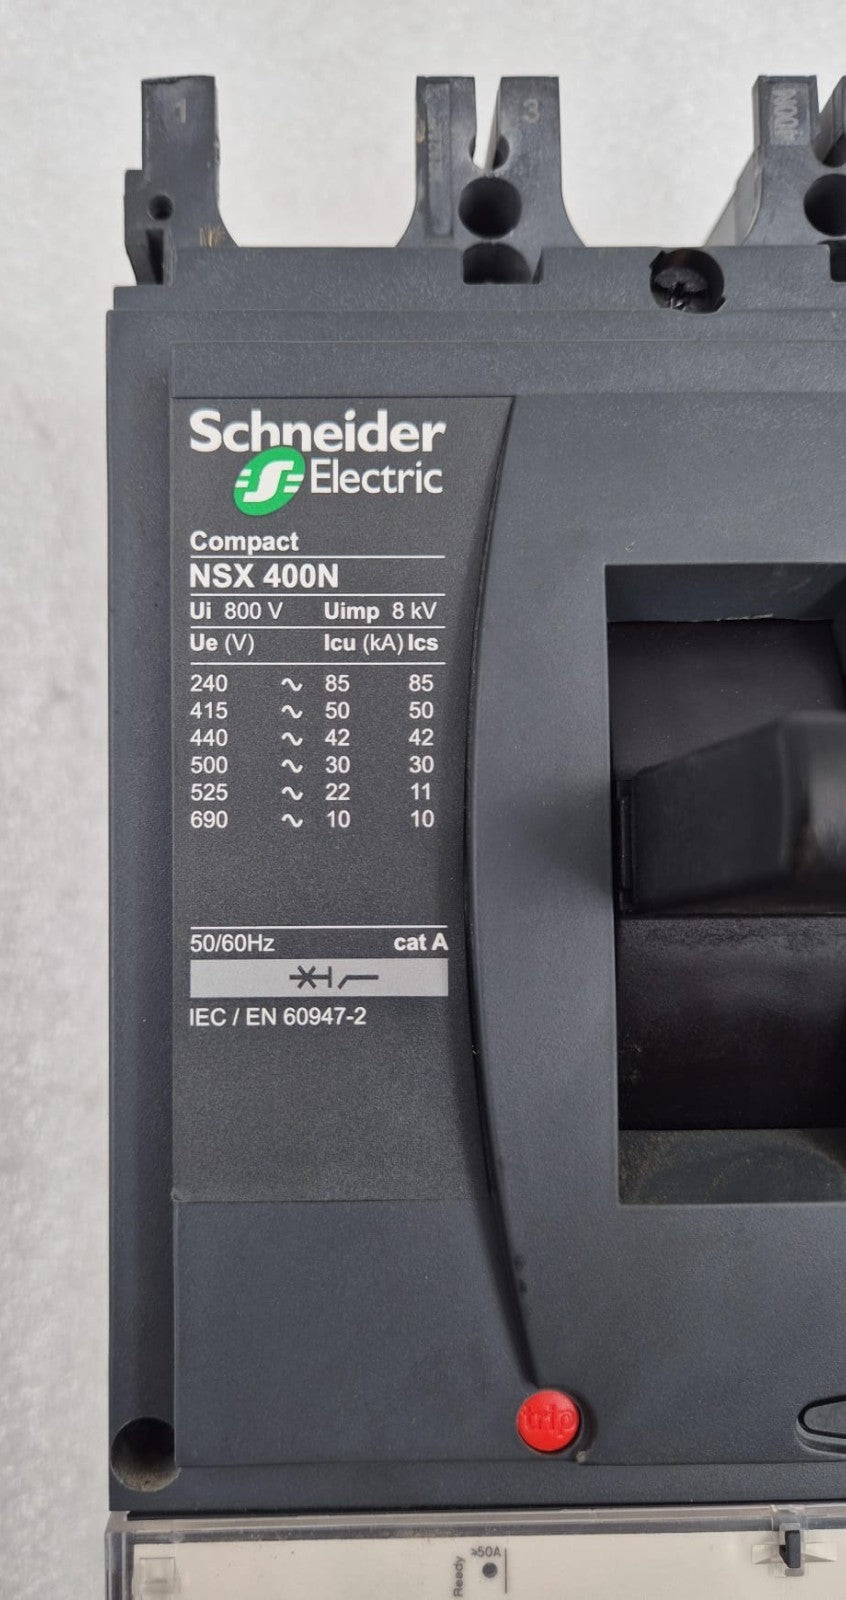 1
3
400N
Schneider
Electric
Compact
NSX 400N
Ui 800 V Uimp 8 kV
Ue (V) Icu (kA) Ics
240 ~ 85 85
415 ~ 50 50
440 ~ 42 42
500 ~ 30 30
525 ~ 22 11
690 ~ 10 10
50/60Hz cat A
IEC / EN 60947-2
trip
Ready
>50A